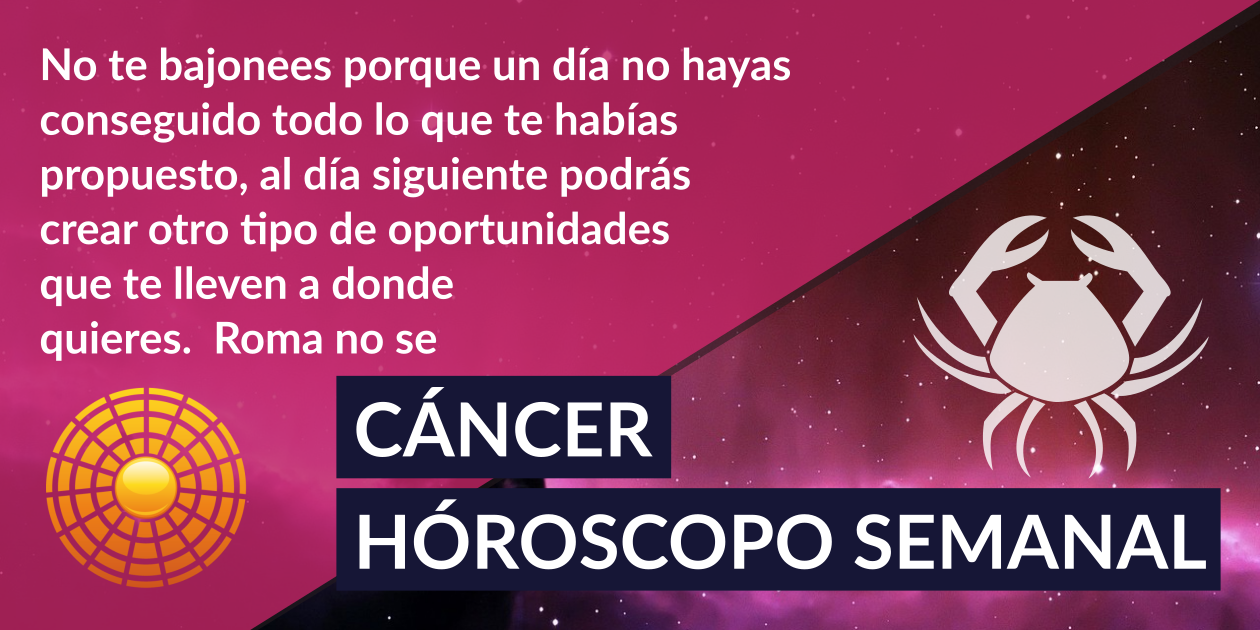 No te bajonees porque un día no hayas
conseguido todo lo que te habías
propuesto, al día siguiente podrás
crear otro tipo de oportunidades
que te lleven a donde
quieres.  Roma no se
CÁNCER
HÓROSCOPO SEMANAL